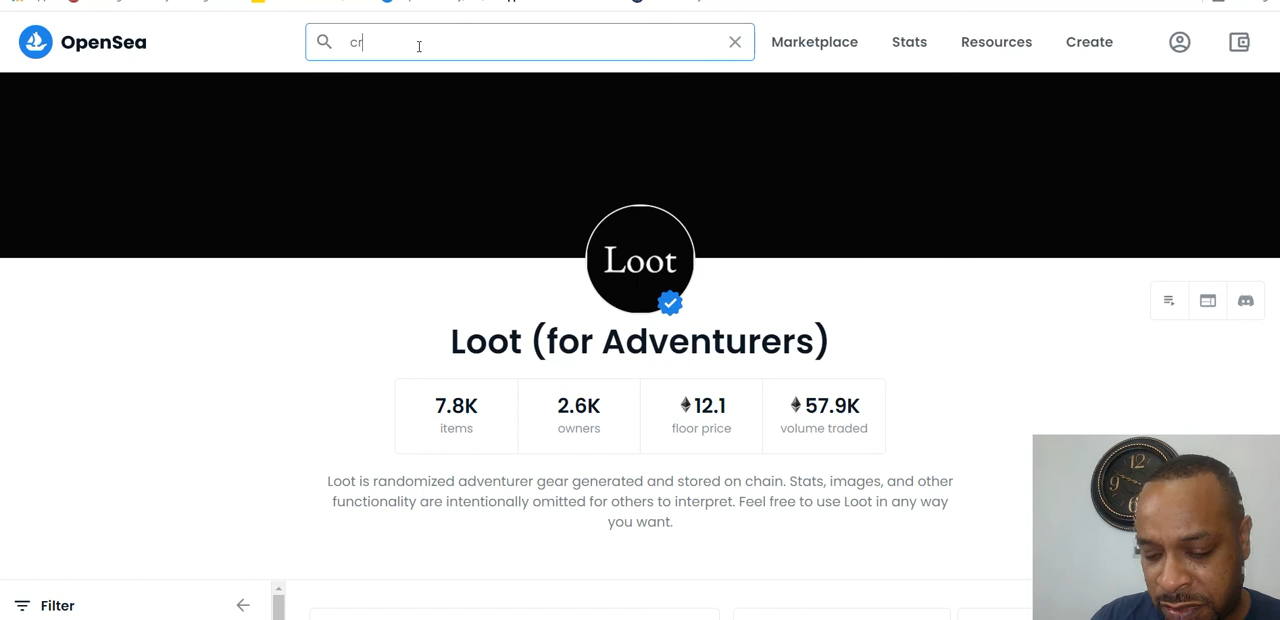 OpenSea
cr
Marketplace
Stats
Resources
Create
Loot
Loot (for Adventurers)
7.8K
items
2.6K
owners
12.1
floor price
57.9K
volume traded
Loot is randomized adventurer gear generated and stored on chain. Stats, images, and other
functionality are intentionally omitted for others to interpret. Feel free to use Loot in any way
you want.
Filter
12
9
6